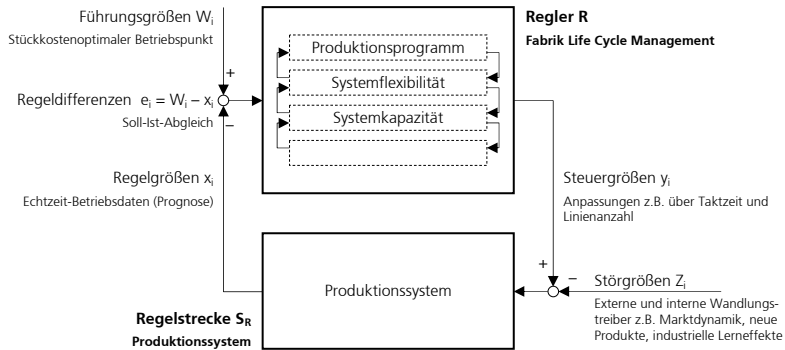 Führungsgrößen Wi
Stückkostenoptimaler Betriebspunkt
+
Regeldifferenzen ei = Wi – xi
Soll-Ist-Abgleich
–
Regelgrößen xi
Echtzeit-Betriebsdaten (Prognose)
Produktionsprogramm
Systemflexibilität
Systemkapazität
Regler R
Fabrik Life Cycle Management
Steuergrößen yi
Anpassungen z.B. über Taktzeit und
Linienanzahl
+
–
Störgrößen Zi
Externe und interne Wandlungs-
treiber z.B. Marktdynamik, neue
Produkte, industrielle Lerneffekte
Produktionssystem
Regelstrecke SR
Produktionssystem